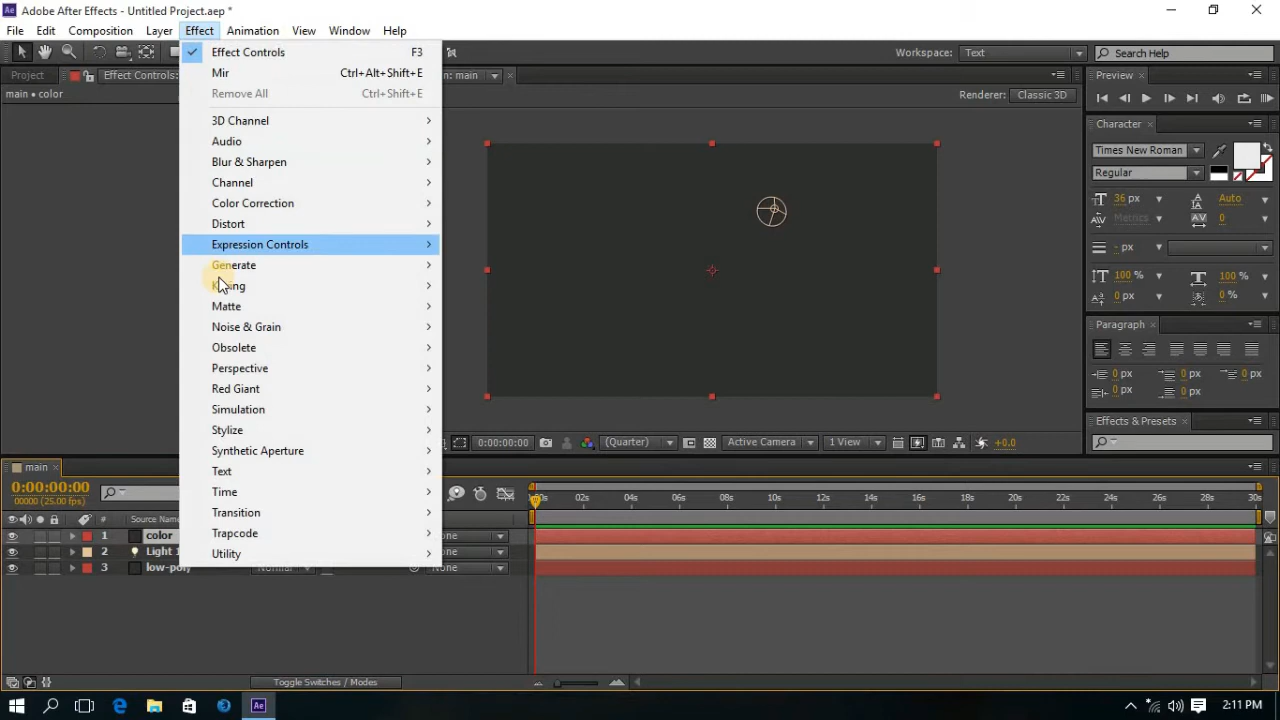 Adobe After Effects - Untitled Project.aep *
File Edit Composition Layer Effect Animation View Window Help
Workspace: Text Search Help
Project Effect Controls: : main
main • color
Renderer: Classic 3D
Effect Controls F3
Mir Ctrl+Alt+Shift+E
Remove All Ctrl+Shift+E
3D Channel
Audio
Blur & Sharpen
Channel
Color Correction
Distort
Expression Controls
Generate
Keying
Matte
Noise & Grain
Obsolete
Perspective
Red Giant
Simulation
Stylize
Synthetic Aperture
Text
Time
Transition
Trapcode
Utility
Preview
Character
Times New Roman
Regular
36 px Auto
Metrics 0
- px
100 % 100 %
0 px 0 %
Paragraph
0 px 0 px 0 px
0 px 0 px
Effects & Presets
0:00:00:00 (Quarter) Active Camera 1 View +0.0
main
0:00:00:00
00000 (25.00 fps)
02s 04s 06s 08s 10s 12s 14s 16s 18s 20s 22s 24s 26s 28s 30s
# Source Name
1 color None
2 Light 1 None
3 low-poly Normal None
Toggle Switches / Modes
2:11 PM